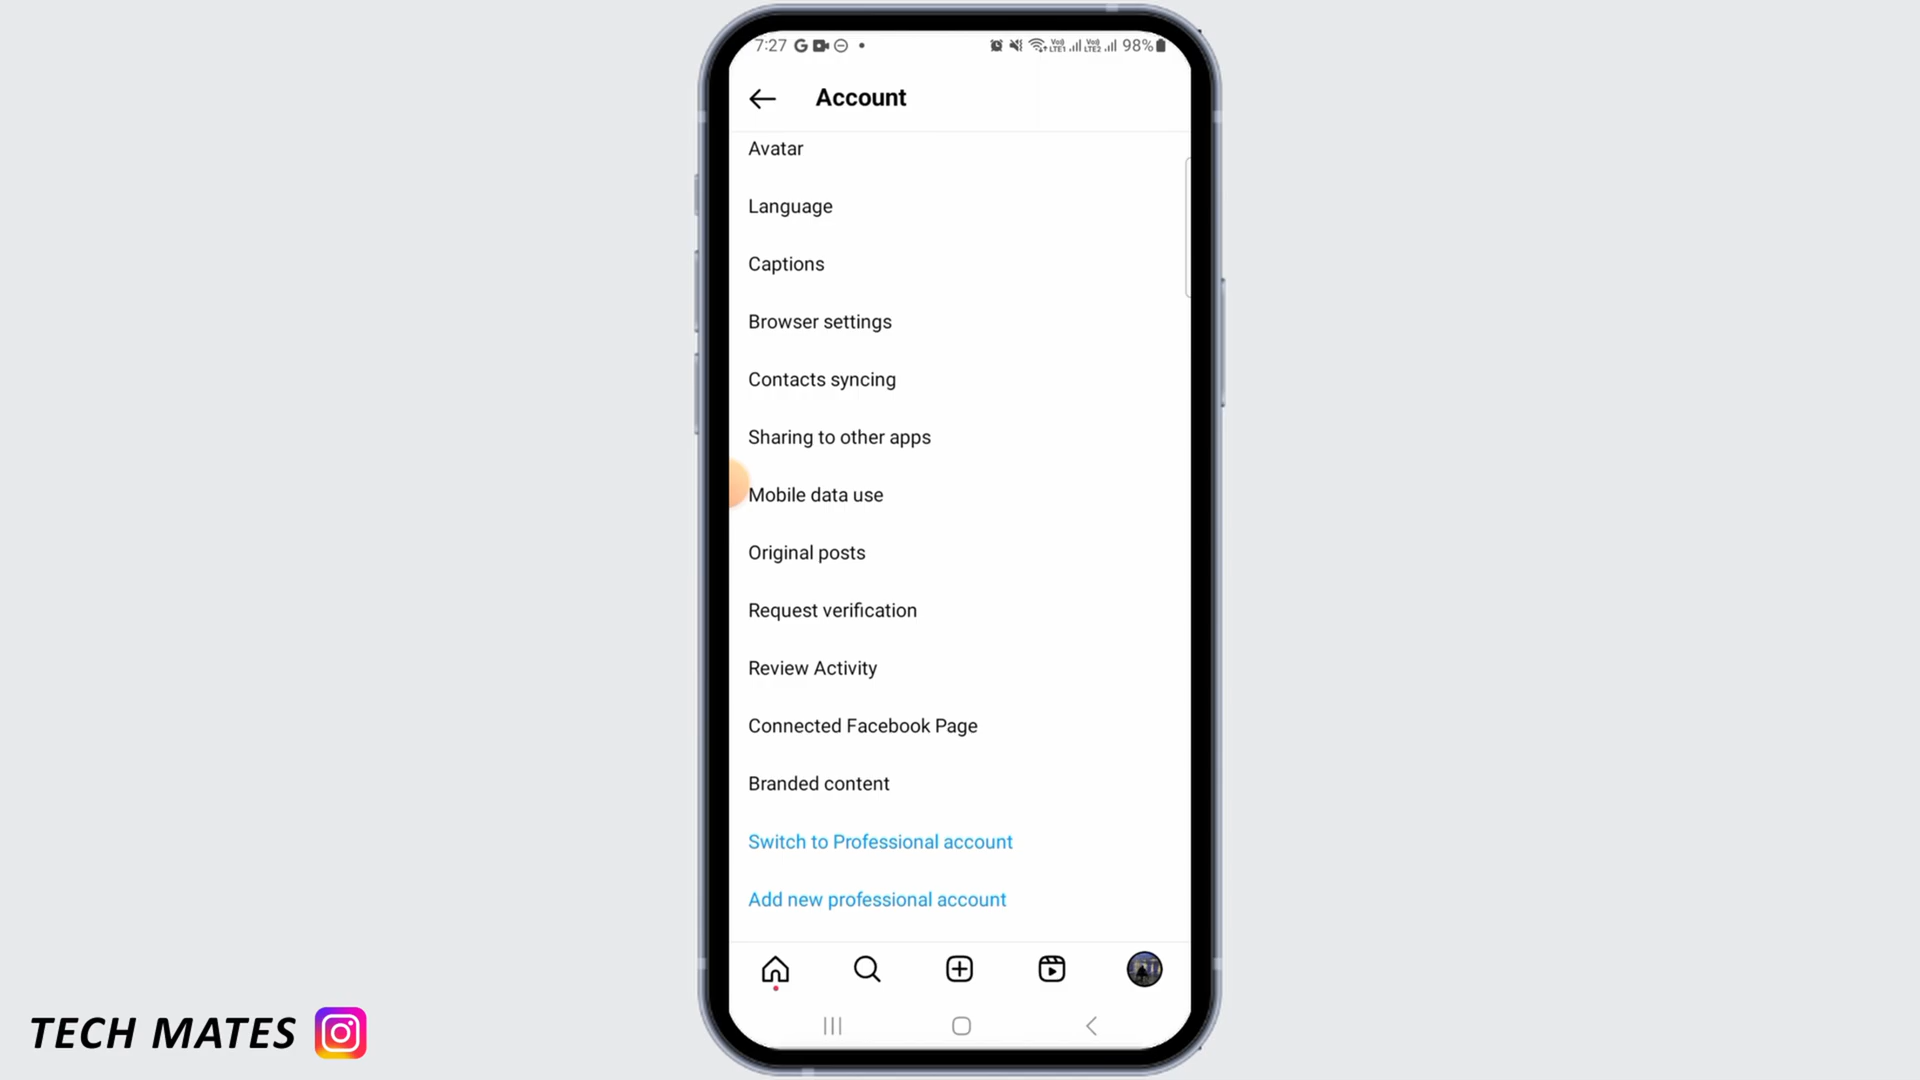 7:27
98%
Account
Avatar
Language
Captions
Browser settings
Contacts syncing
Sharing to other apps
Mobile data use
Original posts
Request verification
Review Activity
Connected Facebook Page
Branded content
Switch to Professional account
Add new professional account
TECH MATES